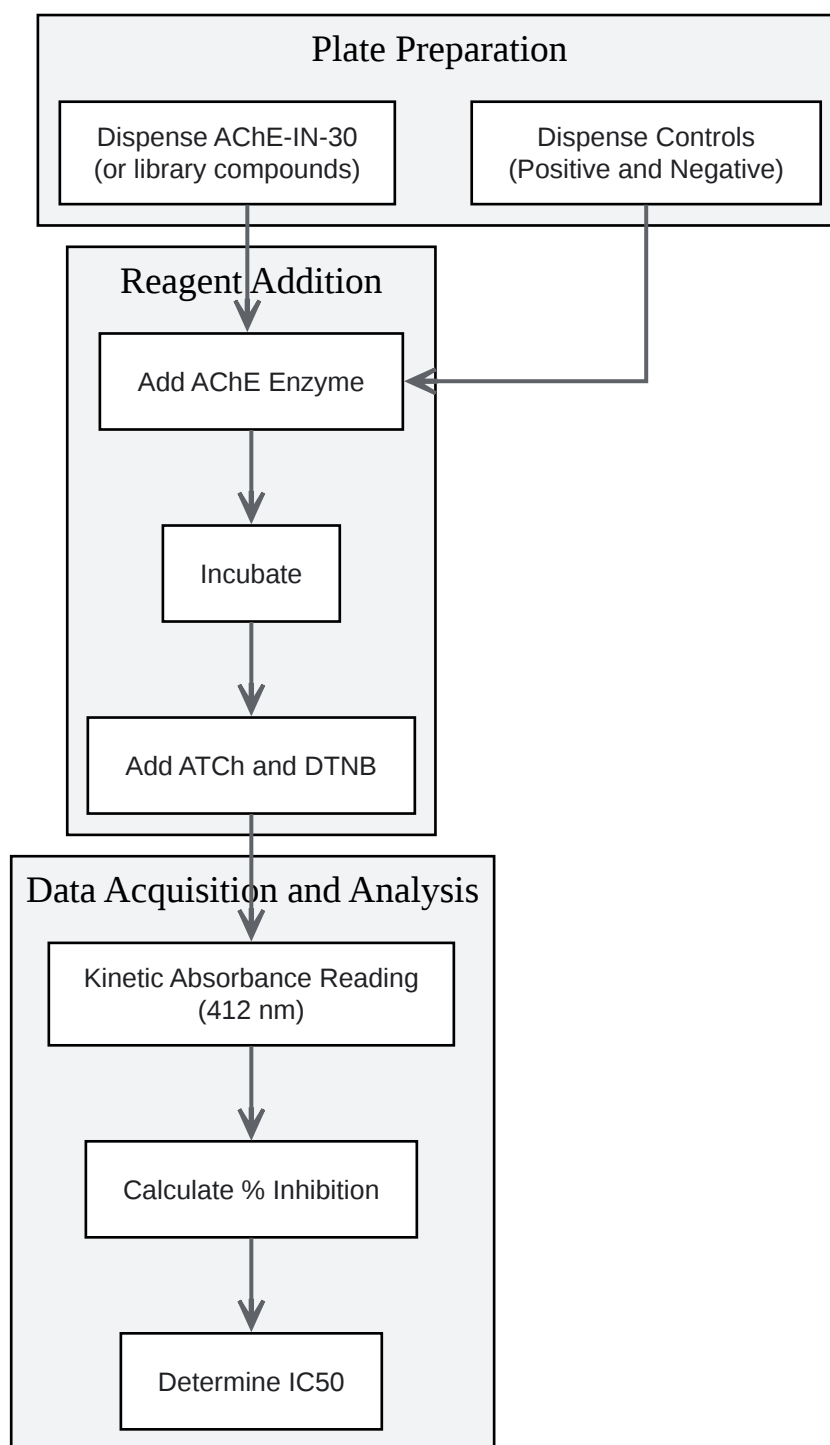 Plate Preparation
Dispense AChE-IN-30
(or library compounds)
Dispense Controls
(Positive and Negative)
Reagent Addition
Add AChE Enzyme
Incubate
Add ATCh and DTNB
Data Acquisition and Analysis
Kinetic Absorbance Reading
(412 nm)
Calculate % Inhibition
Determine IC50